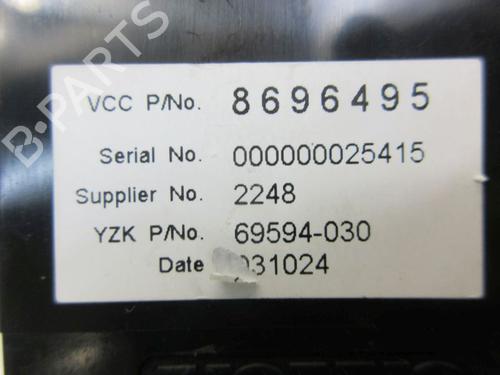 B-PARTS
VCC P/No. 8696495
Serial No. 000000025415
Supplier No. 2248
YZK P/No. 69594-030
Date 031024